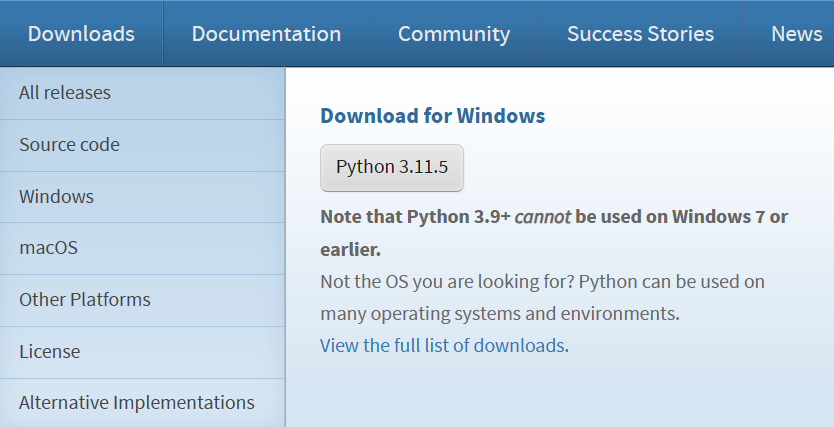 Downloads
Documentation
Community
Success Stories
News
All releases
Source code
Windows
macOS
Other Platforms
License
Alternative Implementations
Download for Windows
Python 3.11.5
Note that Python 3.9+ cannot be used on Windows 7 or
earlier.
Not the OS you are looking for? Python can be used on
many operating systems and environments.
View the full list of downloads.